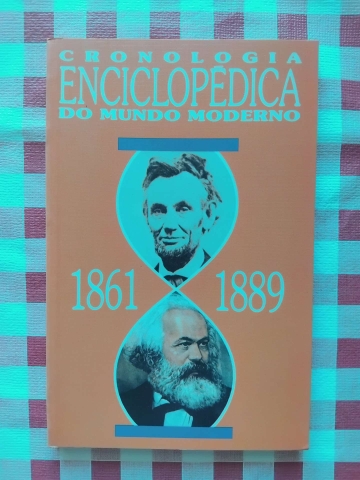 CRONOLOGIA
ENCICLOPÉDICA
DO MUNDO MODERNO
1861 1889